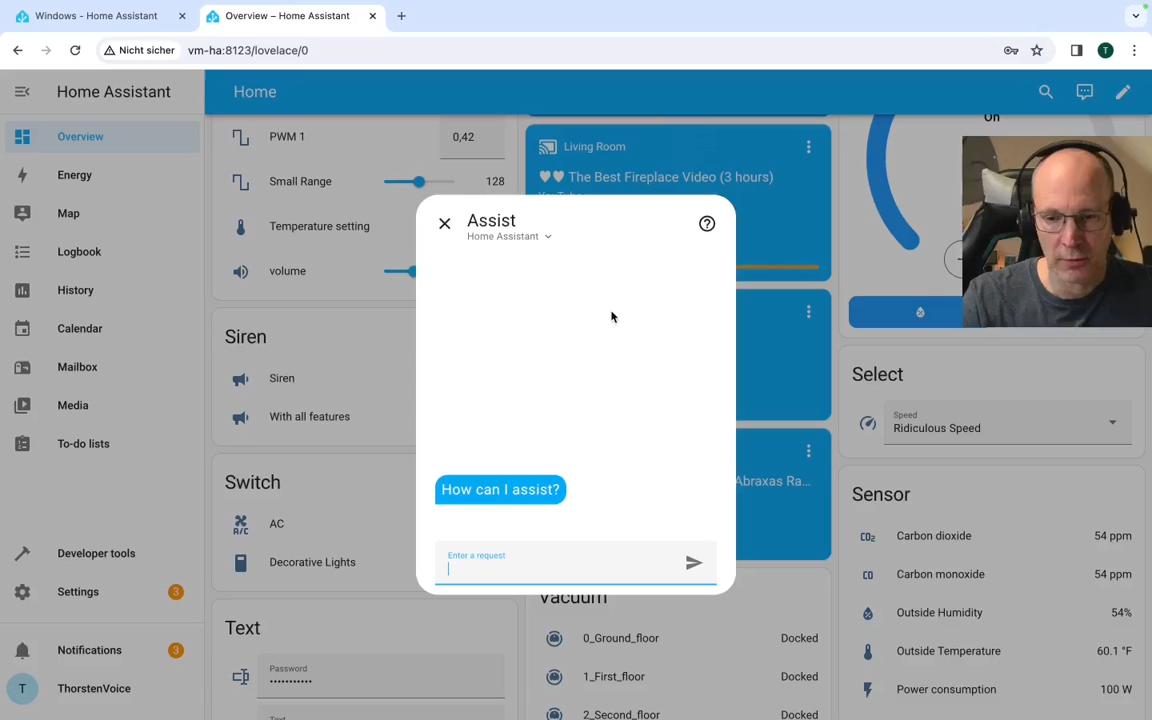 Windows - Home Assistant
Overview – Home Assistant
Nicht sicher
vm-ha:8123/lovelace/0
T
Home Assistant
Home
Overview
Energy
Map
Logbook
History
Calendar
Mailbox
Media
To-do lists
Developer tools
Settings
3
Notifications
3
T
ThorstenVoice
PWM 1
0,42
Small Range
128
Temperature setting
volume
Siren
Siren
With all features
Switch
AC
Decorative Lights
Text
Password
•••••••••••
Living Room
♥♥ The Best Fireplace Video (3 hours)
Abraxas Ra...
Assist
Home Assistant
How can I assist?
Enter a request
Vacuum
0_Ground_floor
Docked
1_First_floor
Docked
2_Second_floor
Docked
On
Select
Speed
Ridiculous Speed
Sensor
CO₂
Carbon dioxide
54 ppm
CO
Carbon monoxide
54 ppm
Outside Humidity
54%
Outside Temperature
60.1 °F
Power consumption
100 W